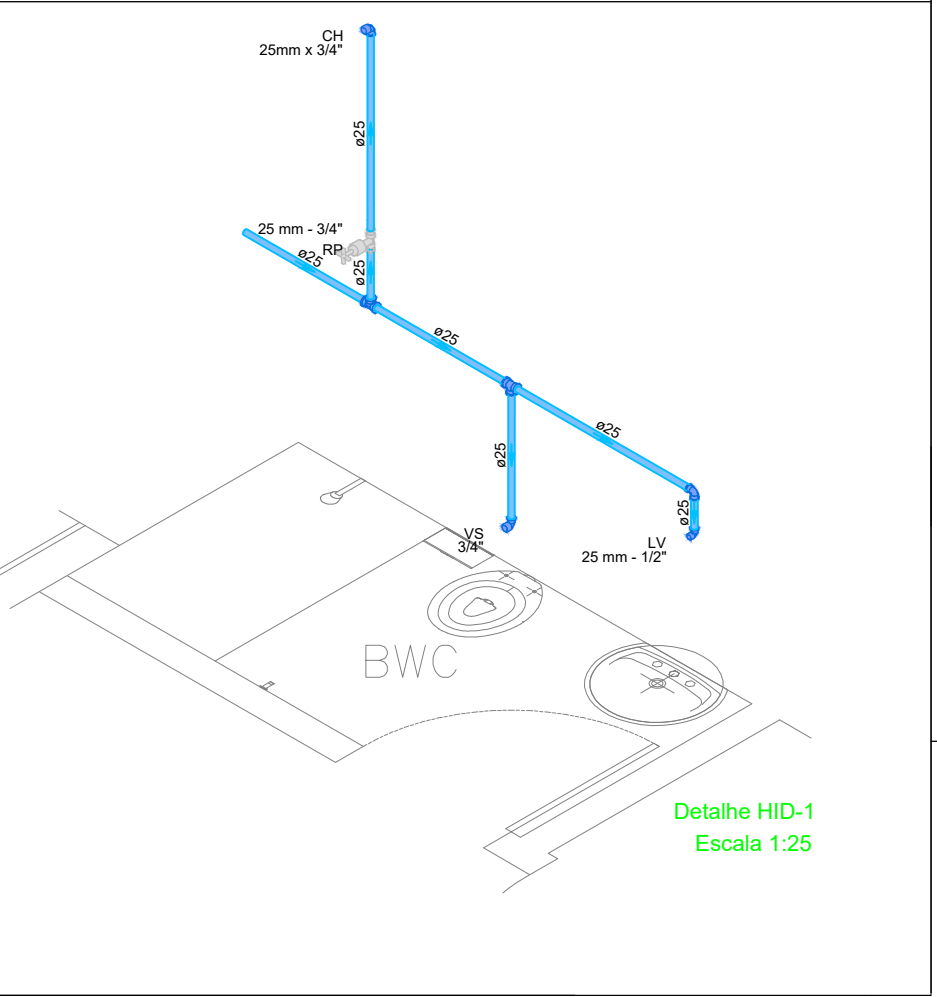 CH
25mm x 3/4"
ø25
25 mm - 3/4"
RP
ø25
ø25
ø25
ø25
ø25
ø25
VS
3/4"
LV
25 mm - 1/2"
BWC
Detalhe HID-1
Escala 1:25